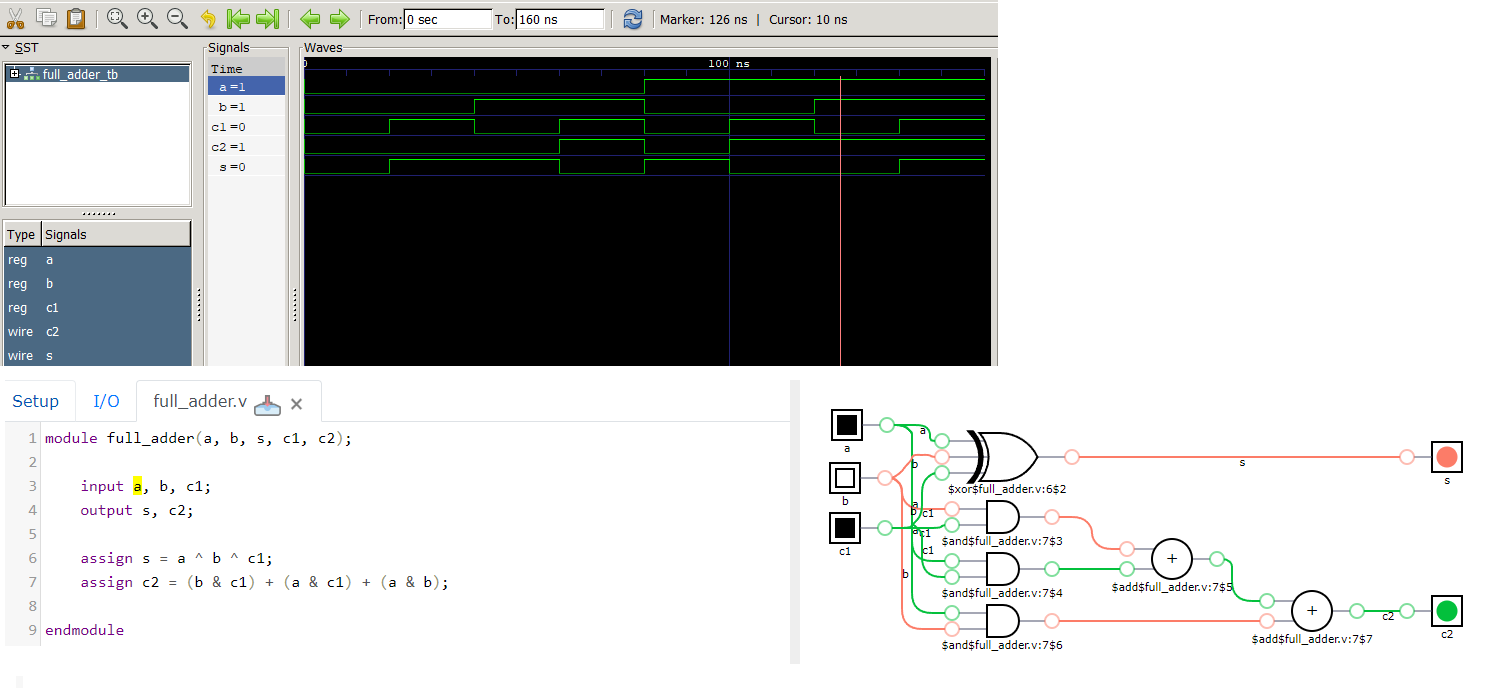 From: 0 sec To: 160 ns Marker: 126 ns | Cursor: 10 ns
SST
full_adder_tb
Type Signals
reg a
reg b
reg c1
wire c2
wire s
Signals
Time
a =1
b =1
c1 =0
c2 =1
s =0
Waves
0 100 ns
Setup I/O full_adder.v
1 module full_adder(a, b, s, c1, c2);
2
3 input a, b, c1;
4 output s, c2;
5
6 assign s = a ^ b ^ c1;
7 assign c2 = (b & c1) + (a & c1) + (a & b);
8
9 endmodule
a
b
c1
a
b
a
b
c1
a
c1
c1
b
$xor$full_adder.v:6$2
$and$full_adder.v:7$3
$and$full_adder.v:7$4
$and$full_adder.v:7$6
+
$add$full_adder.v:7$5
+
$add$full_adder.v:7$7
s
s
c2
c2